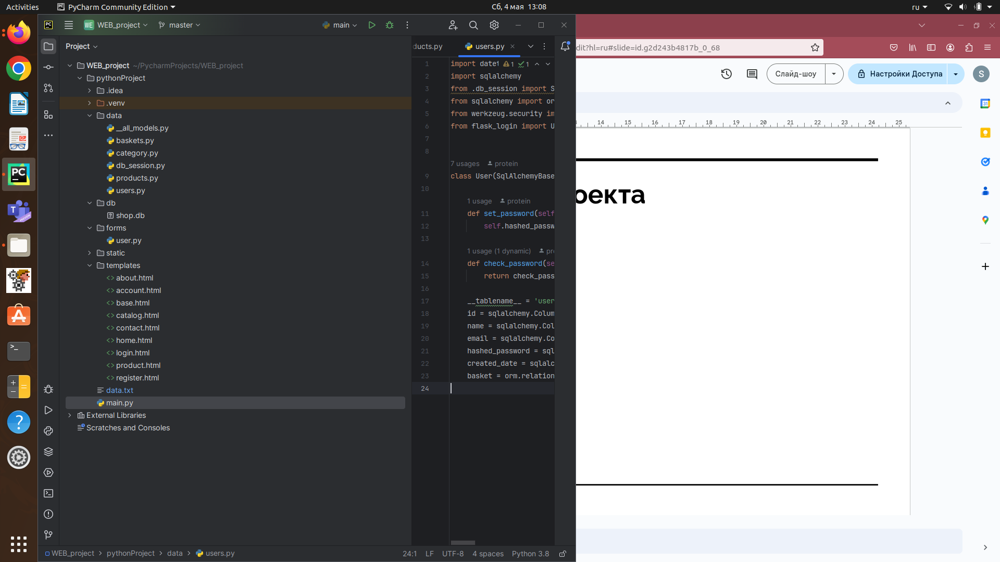 Activities
PyCharm Community Edition
Сб, 4 мая 13:08
ru
PC
WE WEB_project
master
main
Project
WEB_project ~/PycharmProjects/WEB_project
pythonProject
.idea
.venv
data
__all_models.py
baskets.py
category.py
db_session.py
products.py
users.py
db
shop.db
forms
user.py
static
templates
about.html
account.html
base.html
catalog.html
contact.html
home.html
login.html
product.html
register.html
data.txt
main.py
External Libraries
Scratches and Consoles
ducts.py
users.py
1 import datet 1 1
2 import sqlalchemy
3 from .db_session import S
4 from sqlalchemy import or
5 from werkzeug.security im
6 from flask_login import U
7
8
7 usages protein
9 class User(SqlAlchemyBase
10
1 usage protein
11 def set_password(self
12 self.hashed_passw
13
1 usage (1 dynamic) pr
14 def check_password(se
15 return check_pass
16
17 __tablename__ = 'user
18 id = sqlalchemy.Colum
19 name = sqlalchemy.Col
20 email = sqlalchemy.Co
21 hashed_password = sql
22 created_date = sqlalc
23 basket = orm.relation
24
WEB_project > pythonProject > data > users.py
24:1 LF UTF-8 4 spaces Python 3.8
dit?hl=ru#slide=id.g2d243b4817b_0_68
Слайд-шоу
Настройки Доступа
S
14 15 16 17 18 19 20 21 22 23 24 25
31
оекта